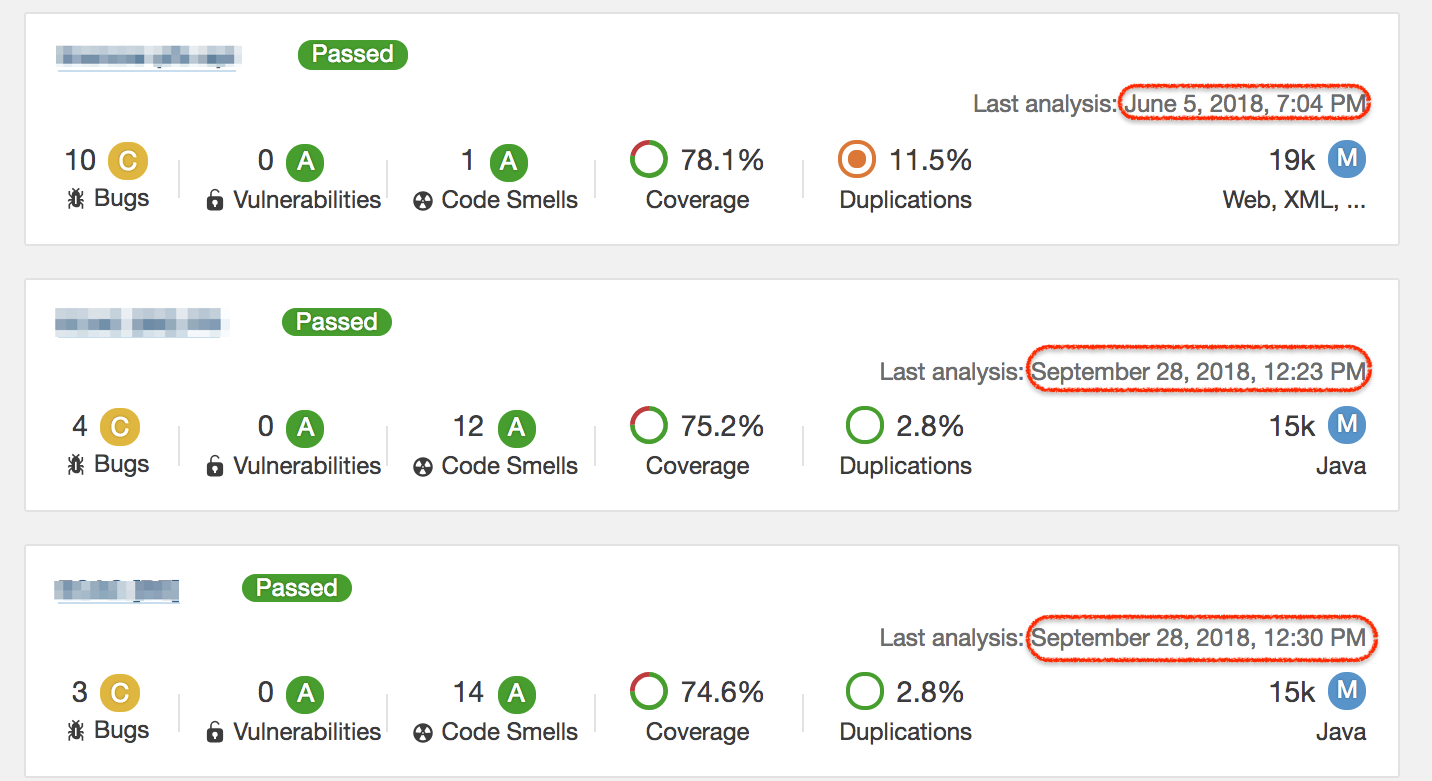 Passed
Last analysis: June 5, 2018, 7:04 PM
10 C 0 A 1 A 78.1% 11.5% 19k M
Bugs Vulnerabilities Code Smells Coverage Duplications Web, XML, ...
Passed
Last analysis: September 28, 2018, 12:23 PM
4 C 0 A 12 A 75.2% 2.8% 15k M
Bugs Vulnerabilities Code Smells Coverage Duplications Java
Passed
Last analysis: September 28, 2018, 12:30 PM
3 C 0 A 14 A 74.6% 2.8% 15k M
Bugs Vulnerabilities Code Smells Coverage Duplications Java